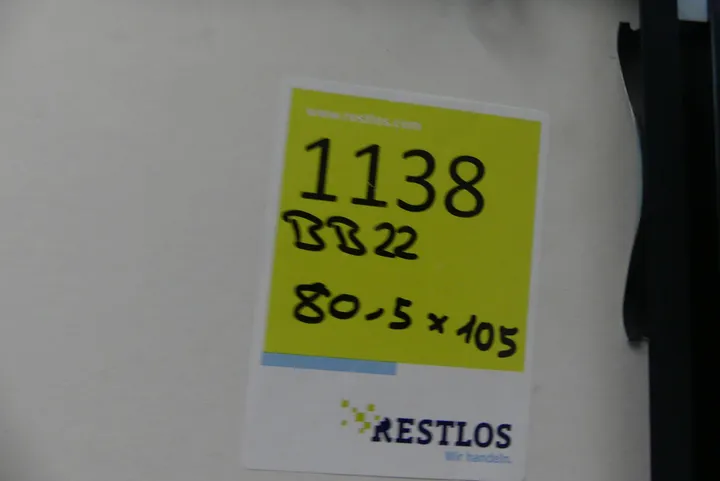 www.restlos.com
1138
BB22
80,5 x 105
RESTLOS
Wir handeln.